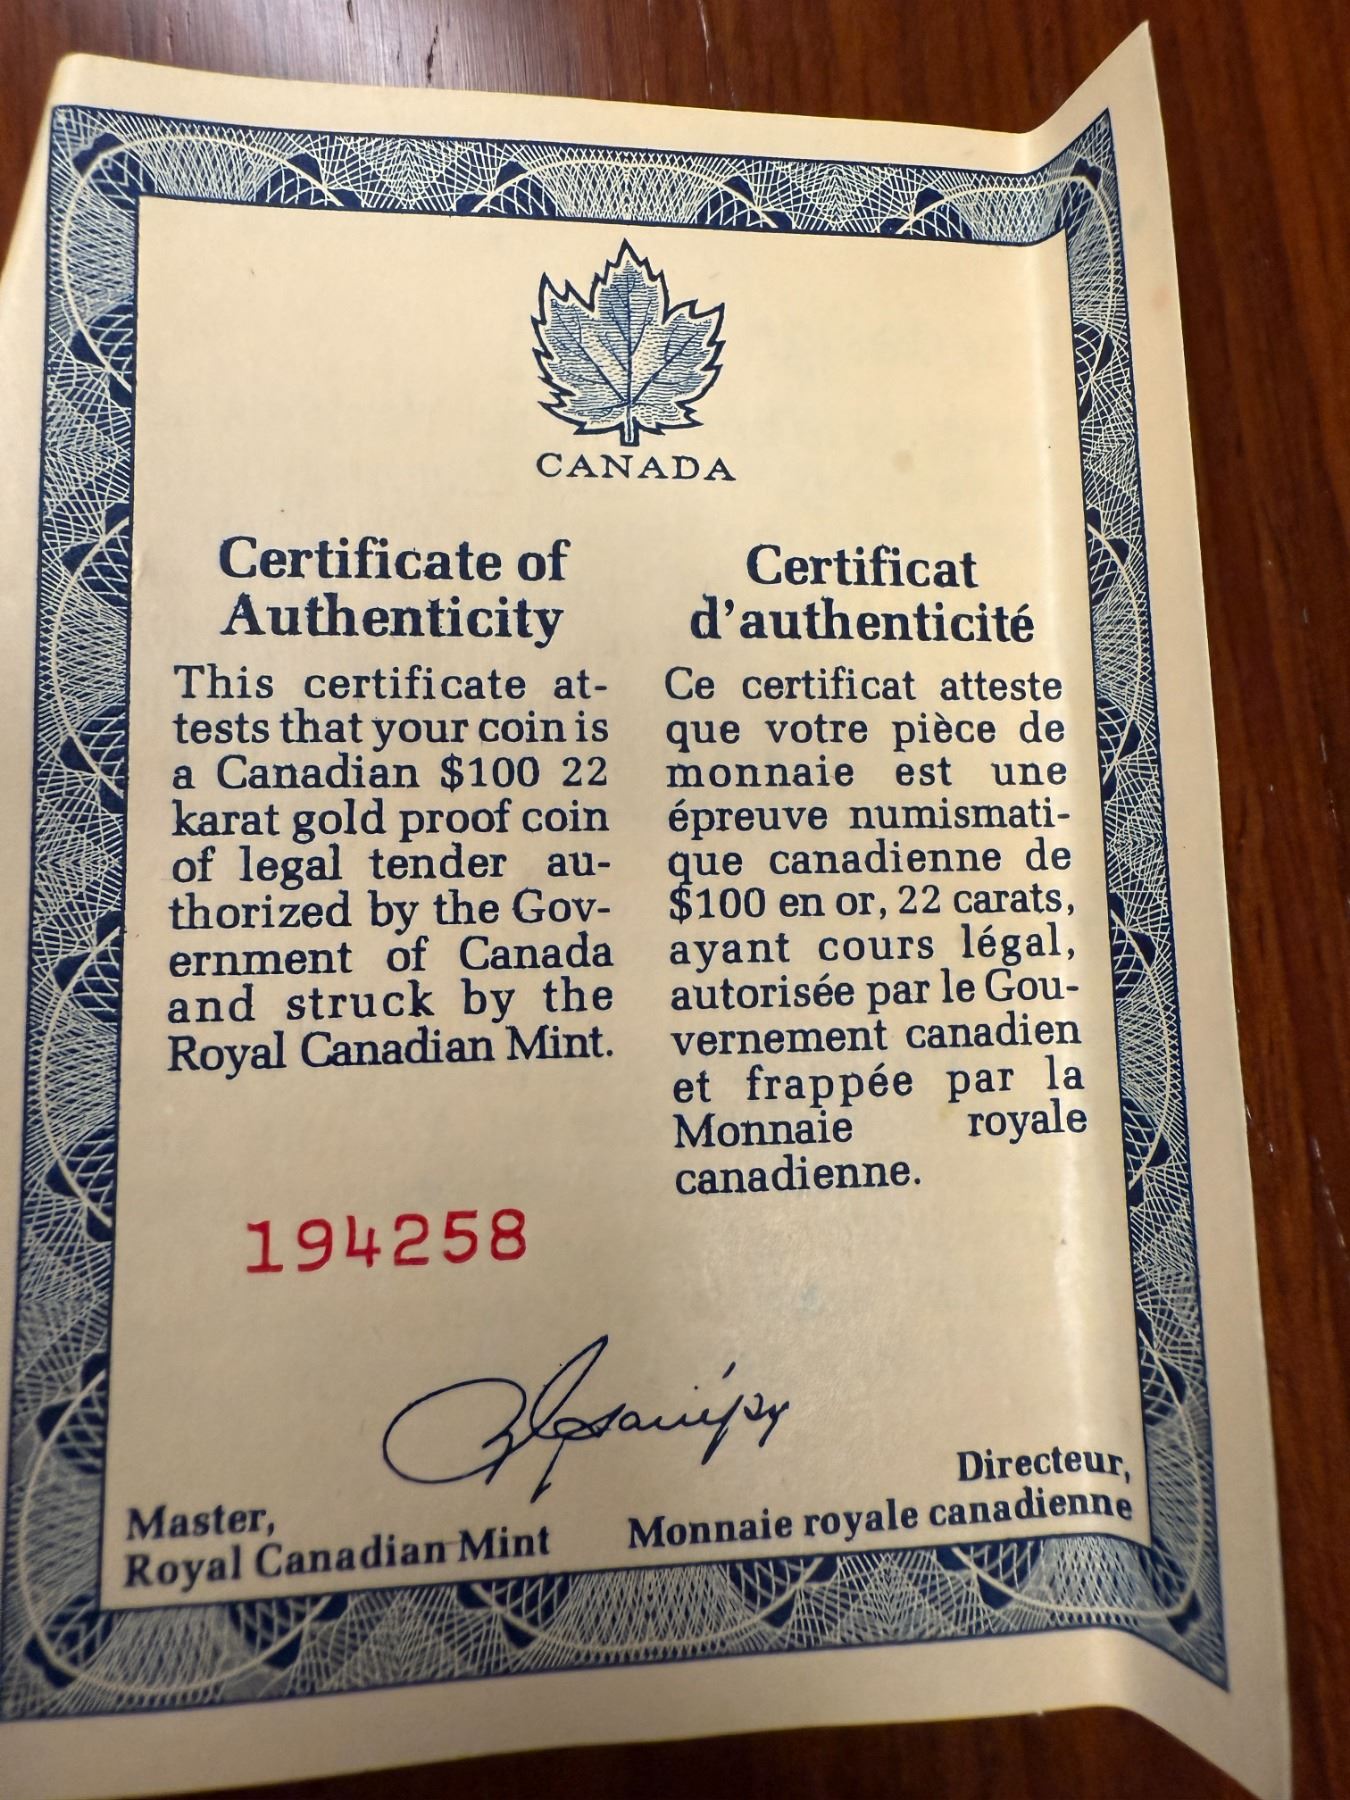 CANADA
Certificate of
Authenticity
This certificate at-
tests that your coin is
a Canadian $100 22
karat gold proof coin
of legal tender au-
thorized by the Gov-
ernment of Canada
and struck by the
Royal Canadian Mint.
194258
Certificat
d'authenticité
Ce certificat atteste
que votre pièce de
monnaie est une
épreuve numismati-
que canadienne de
$100 en or, 22 carats,
ayant cours légal,
autorisée par le Gou-
vernement canadien
et frappée par la
Monnaie royale
canadienne.
Master,
Royal Canadian Mint
Directeur,
Monnaie royale canadienne